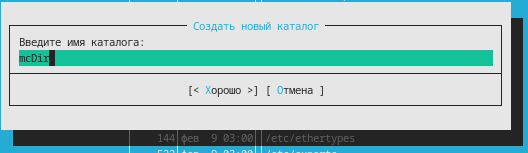 Создать новый каталог
Введите имя каталога:
mcDir
[< Хорошо >] [ Отмена ]
144 фев 9 03:00 /etc/ethertypes